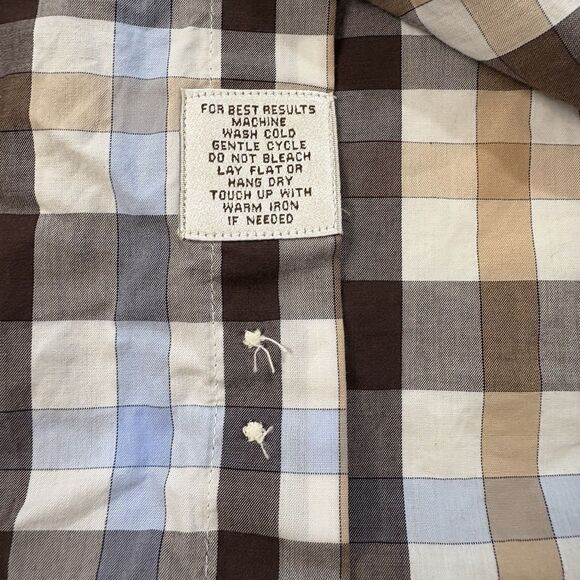 FOR BEST RESULTS
MACHINE
WASH COLD
GENTLE CYCLE
DO NOT BLEACH
LAY FLAT OR
HANG DRY
TOUCH UP WITH
WARM IRON
IF NEEDED